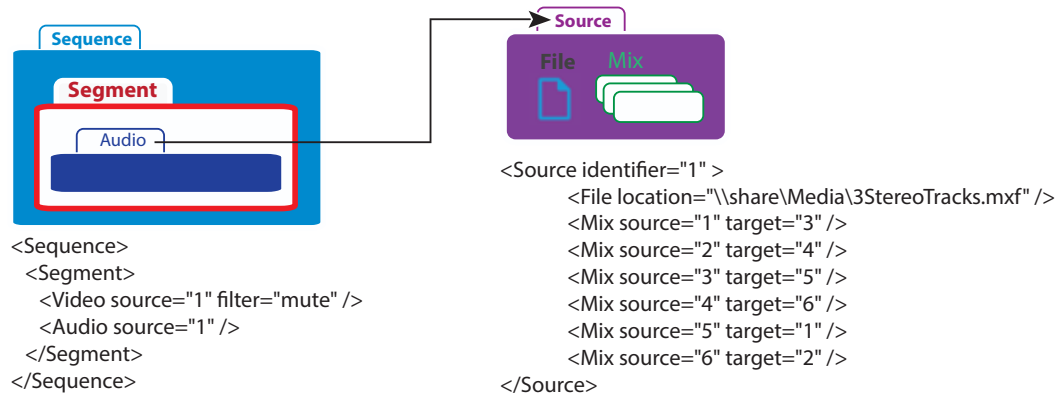 Sequence
Segment
Audio
<Sequence>
<Segment>
<Video source="1" filter="mute" />
<Audio source="1" />
</Segment>
</Sequence>
Source
File Mix
<Source identifier="1" >
<File location="\\share\Media\3StereoTracks.mxf" />
<Mix source="1" target="3" />
<Mix source="2" target="4" />
<Mix source="3" target="5" />
<Mix source="4" target="6" />
<Mix source="5" target="1" />
<Mix source="6" target="2" />
</Source>